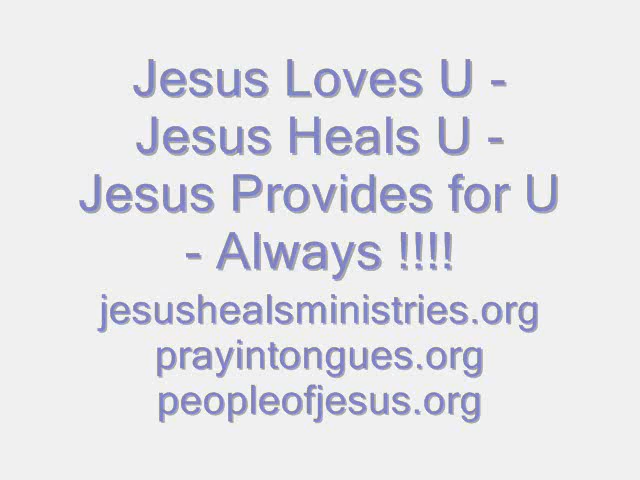 Jesus Loves U -
Jesus Heals U -
Jesus Provides for U
- Always !!!!
jesushealsministries.org
prayintongues.org
peopleofjesus.org